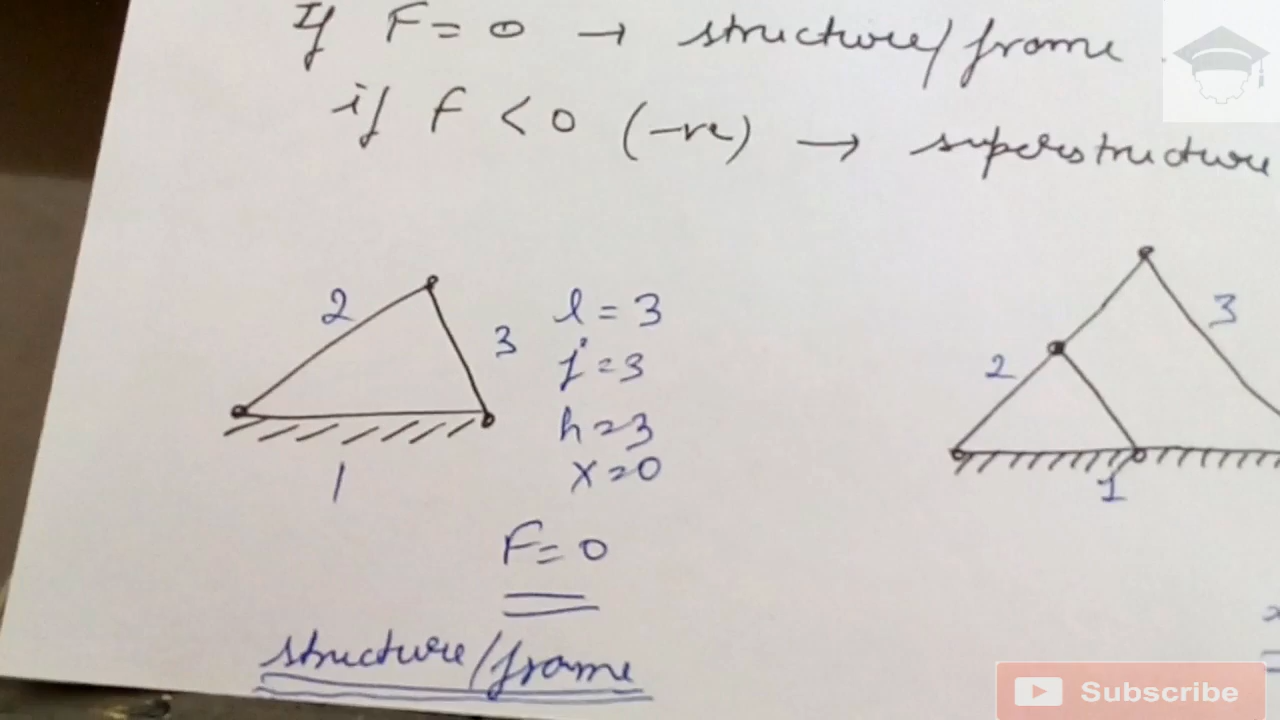 If F = 0 → structure/frame
if F < 0 (-ve) → superstructure
2
3
l = 3
j = 3
h = 3
x = 0
1
F = 0
structure/frame
2
3
1
Subscribe